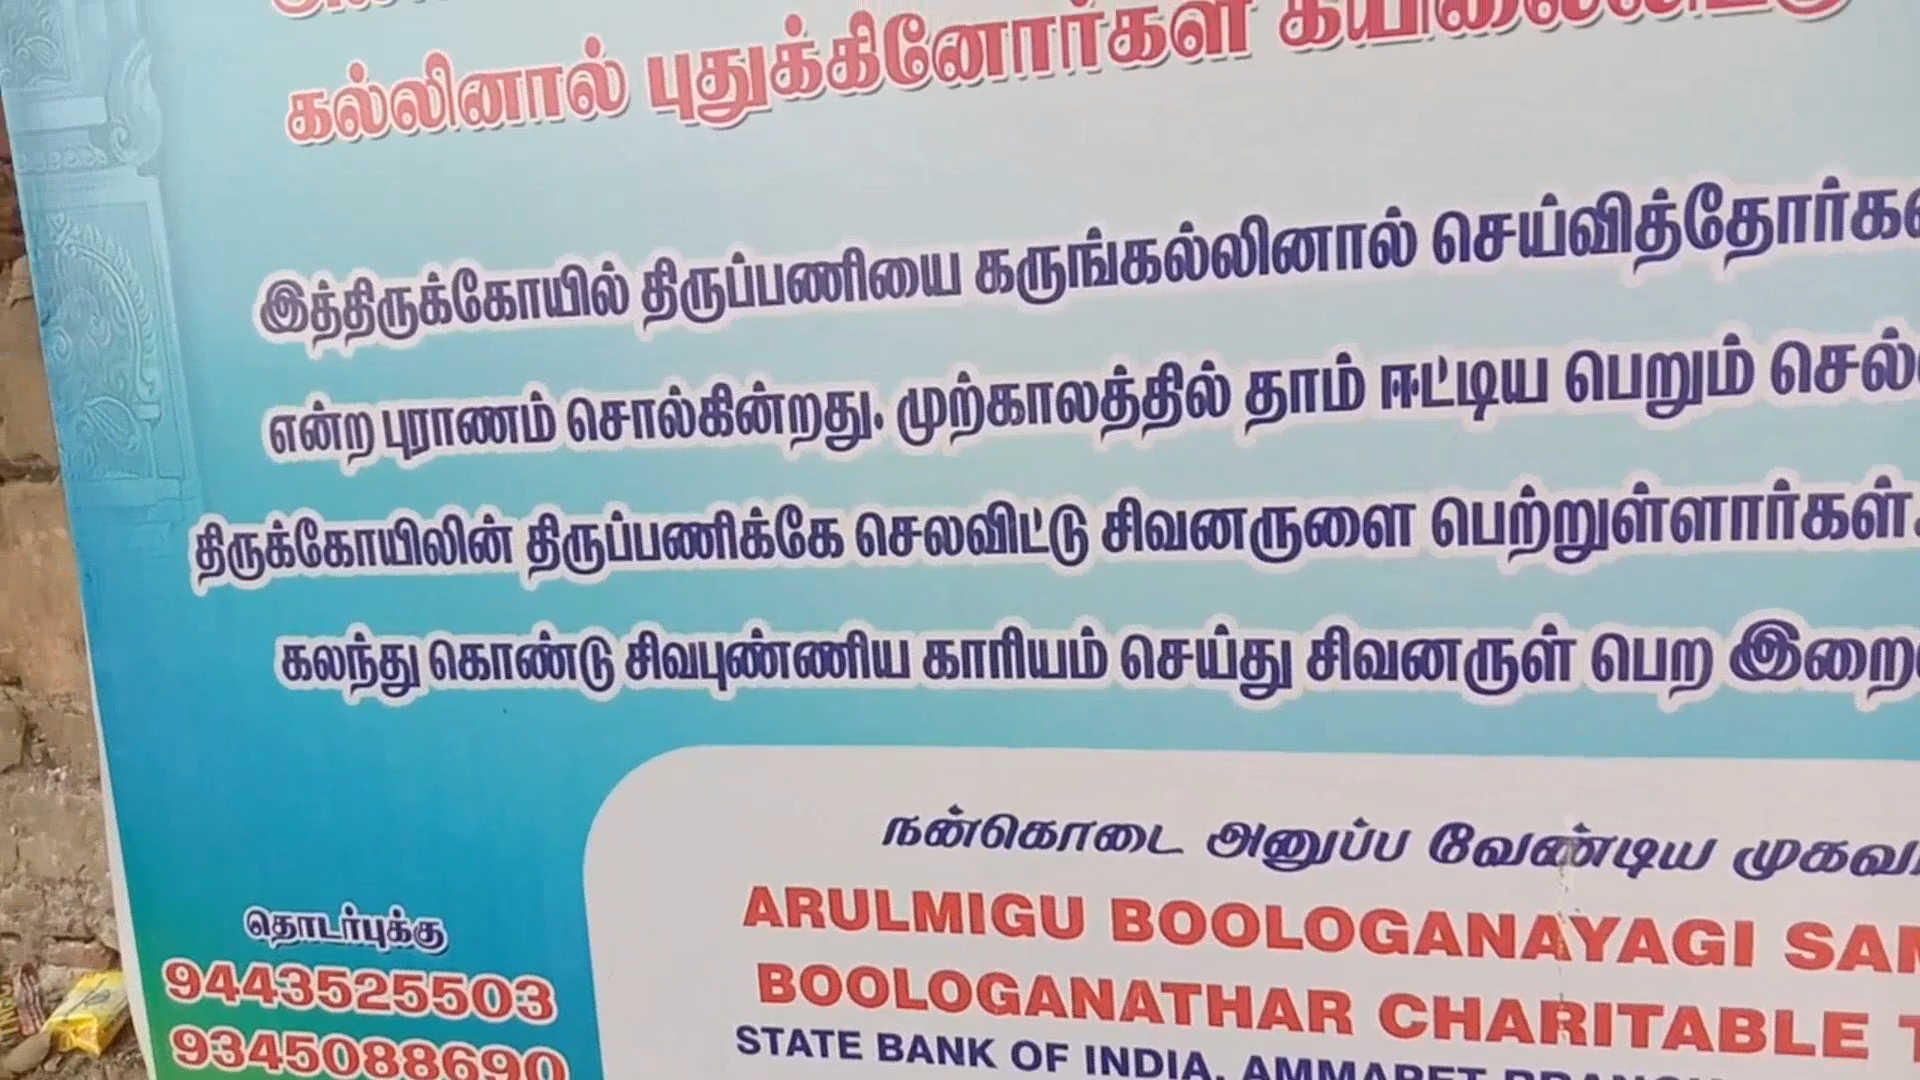 கல்லினால் புதுக்கினோர்கள்
இத்திருக்கோயில் திருப்பணியை கருங்கல்லினால் செய்வித்தோர்கள
என்ற புராணம் சொல்கின்றது. முற்காலத்தில் தாம் ஈட்டிய பெறும்
திருக்கோயிலின் திருப்பணிக்கே செலவிட்டு சிவனருளை பெற்றுள்ளார்கள்.
கலந்து கொண்டு சிவபுண்ணிய காரியம் செய்து சிவனருள் பெற
நன்கொடை அனுப்ப வேண்டிய
ARULMIGU BOOLOGANAYAGI
BOOLOGANATHAR CHARITABLE
STATE BANK OF INDIA, AMMAPET
தொடர்புக்கு
9443525503
9345088690